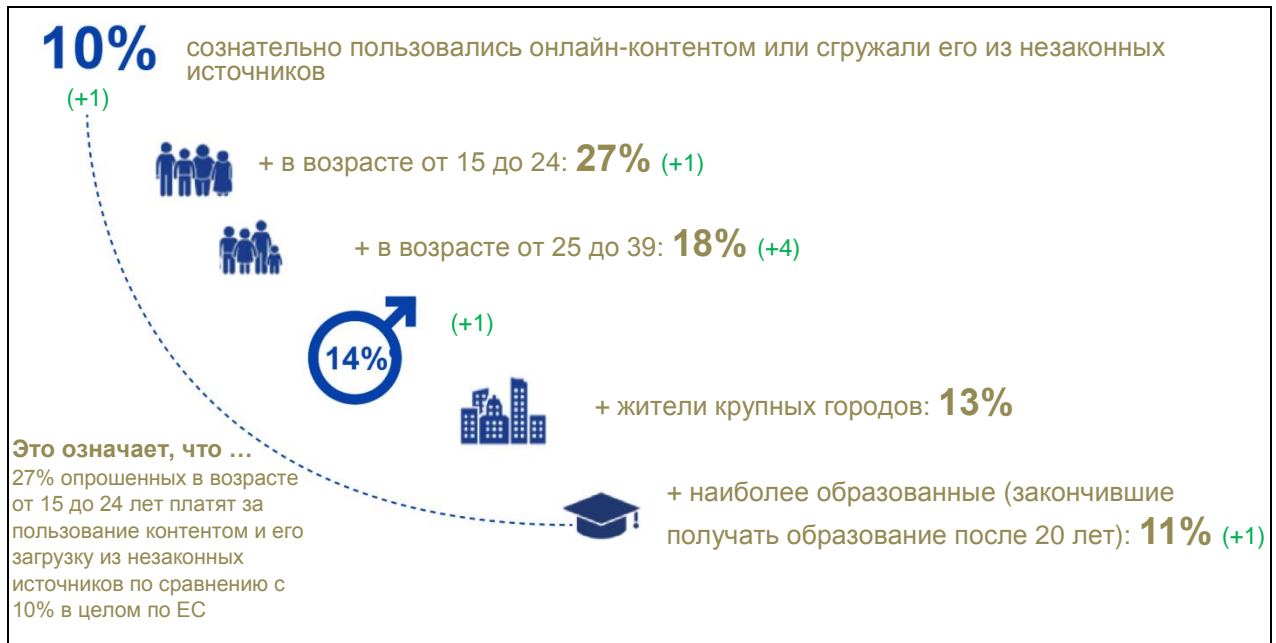 10%
сознательно пользовались онлайн-контентом или сгружали его из незаконных
источников
(+1)
+ в возрасте от 15 до 24: 27% (+1)
+ в возрасте от 25 до 39: 18% (+4)
(+1)
14%
+ жители крупных городов: 13%
Это означает, что …
27% опрошенных в возрасте
от 15 до 24 лет платят за
пользование контентом и его
загрузку из незаконных
источников по сравнению с
10% в целом по ЕС
+ наиболее образованные (закончившие
получать образование после 20 лет): 11% (+1)